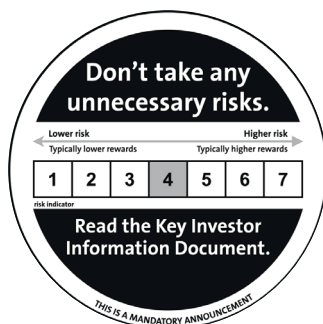 Don't take any
unnecessary risks.
Lower risk Higher risk
Typically lower rewards Typically higher rewards
1 2 3 4 5 6 7
risk indicator
Read the Key Investor
Information Document.
THIS IS A MANDATORY ANNOUNCEMENT